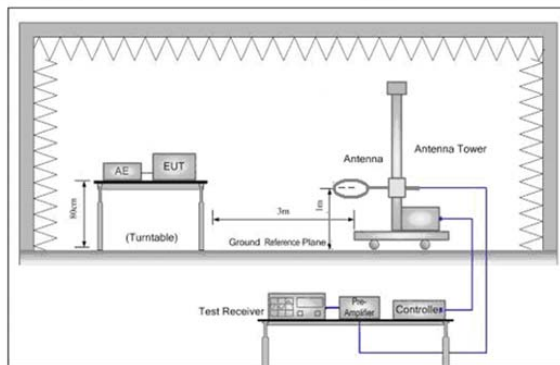 Antenna
Antenna Tower
AE
EUT
80cm
(Turntable)
3m
1m
Ground Reference Plane
Test Receiver
Pre-
Amplifier
Controller